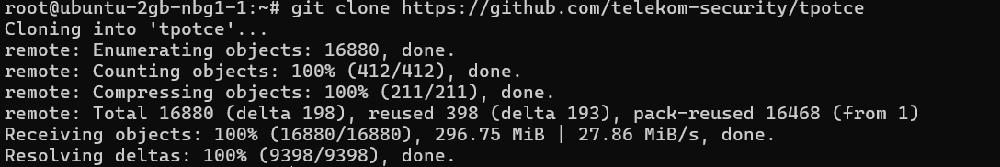 root@ubuntu-2gb-nbg1-1:~# git clone https://github.com/telekom-security/tpotce
Cloning into 'tpotce'...
remote: Enumerating objects: 16880, done.
remote: Counting objects: 100% (412/412), done.
remote: Compressing objects: 100% (211/211), done.
remote: Total 16880 (delta 198), reused 398 (delta 193), pack-reused 16468 (from 1)
Receiving objects: 100% (16880/16880), 296.75 MiB | 27.86 MiB/s, done.
Resolving deltas: 100% (9398/9398), done.